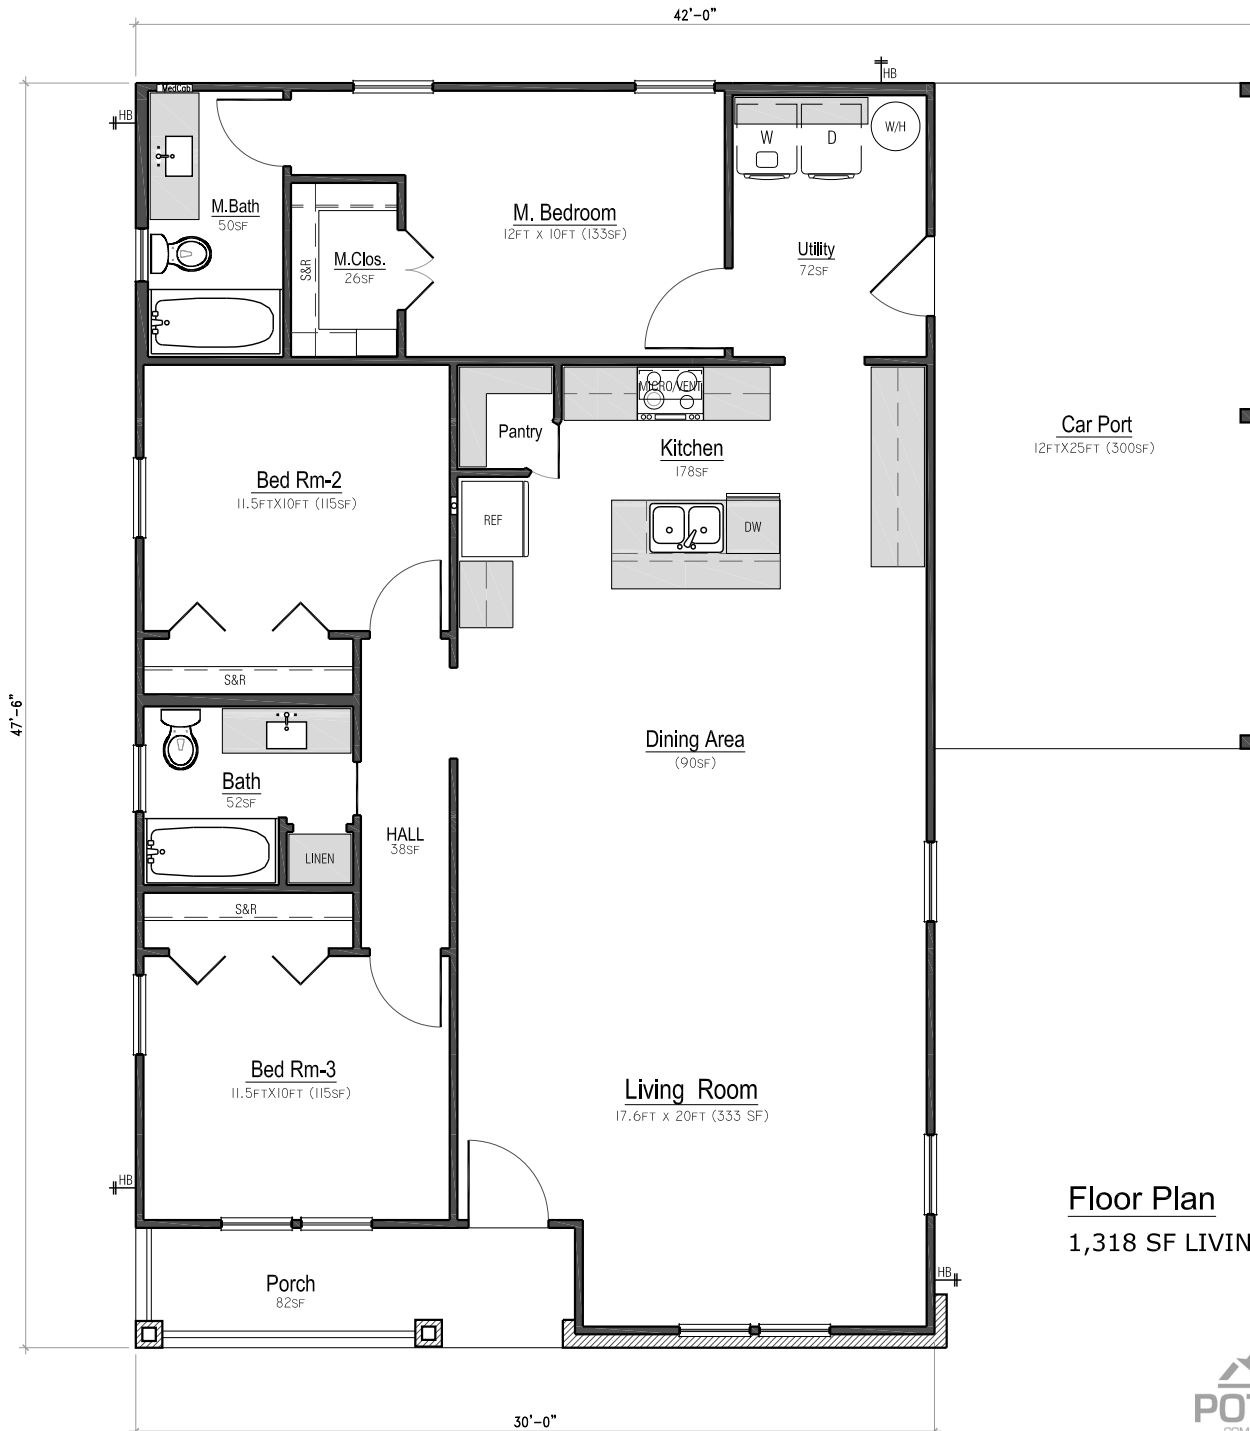 42'-0"
HB
MedCab
HB
W
D
W/H
M.Bath
50SF
M. Bedroom
12FT X 10FT (133SF)
Utility
72SF
S&R
M.Clos.
26SF
MICRO/VENT
Pantry
Kitchen
178SF
Car Port
12FTX25FT (300SF)
Bed Rm-2
11.5FTX10FT (115SF)
REF
DW
S&R
47'-6"
Dining Area
(90SF)
Bath
52SF
HALL
38SF
LINEN
S&R
Bed Rm-3
11.5FTX10FT (115SF)
Living Room
17.6FT X 20FT (333 SF)
HB
Floor Plan
1,318 SF LIVIN
HB
Porch
82SF
30'-0"